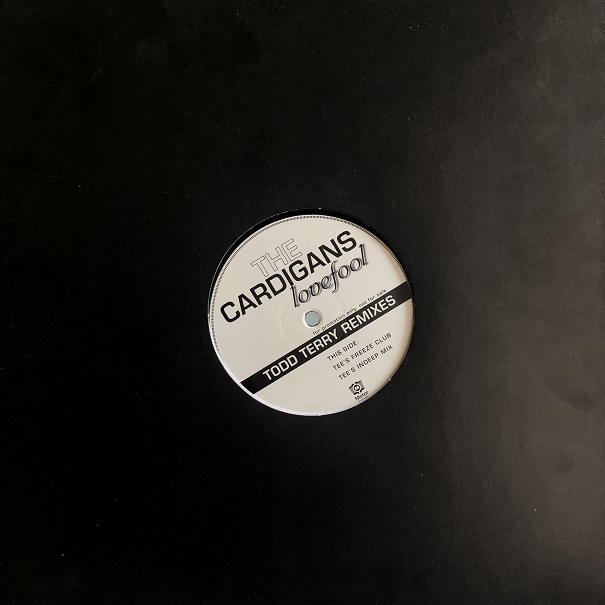 THE
CARDIGANS
lovefool
for promotion only. not for sale.
TODD TERRY REMIXES
THIS SIDE:
TEE'S FREEZE CLUB
TEE'S INDEEP MIX
Motor